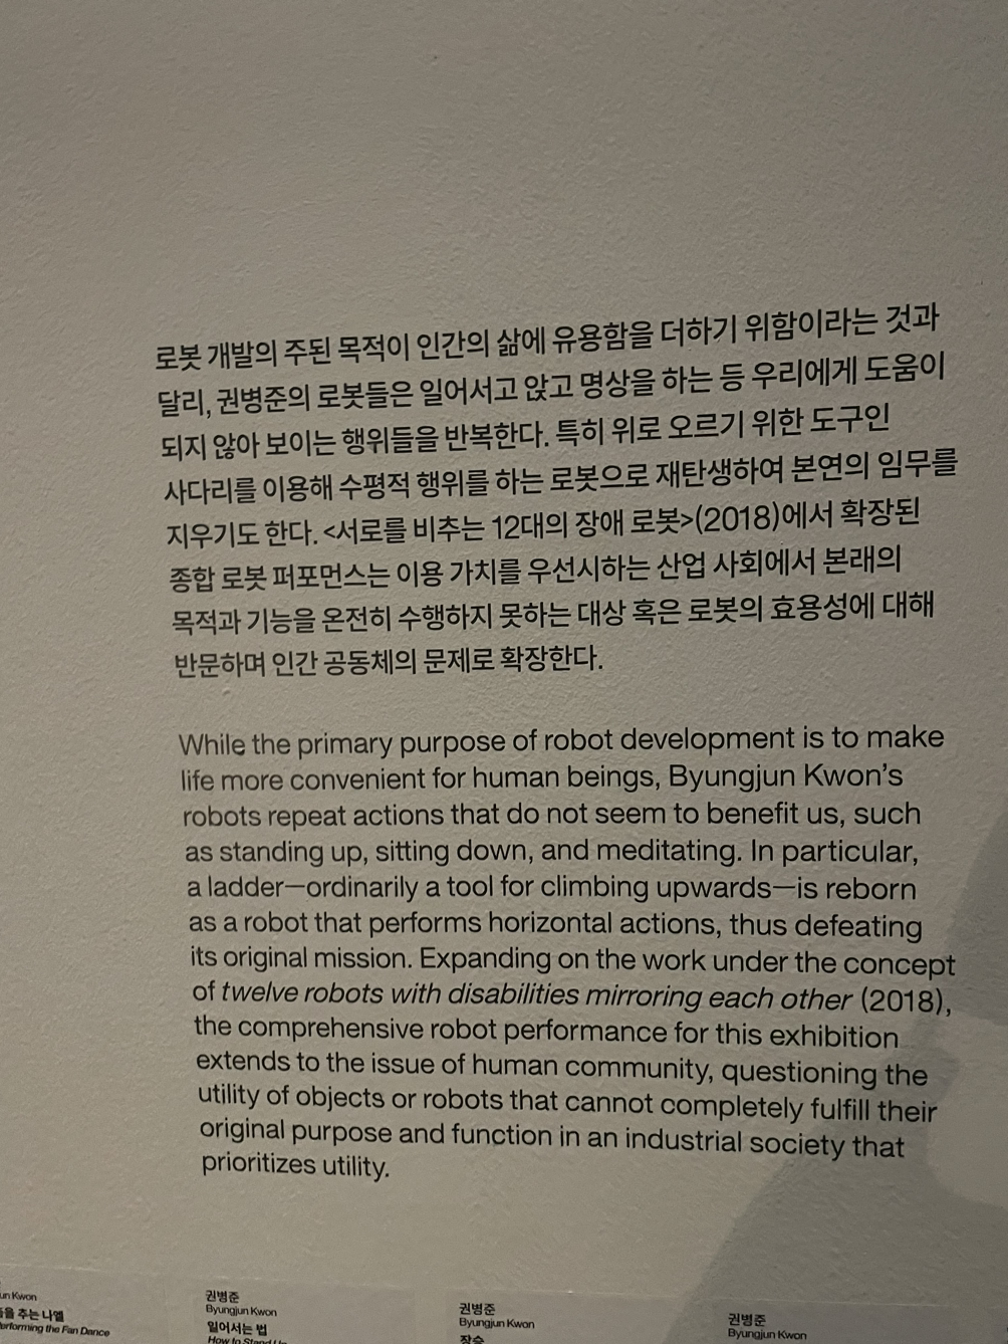 로봇 개발의 주된 목적이 인간의 삶에 유용함을 더하기 위함이라는 것과
달리, 권병준의 로봇들은 일어서고 앉고 명상을 하는 등 우리에게 도움이
되지 않아 보이는 행위들을 반복한다. 특히 위로 오르기 위한 도구인
사다리를 이용해 수평적 행위를 하는 로봇으로 재탄생하여 본연의 임무를
지우기도 한다. <서로를 비추는 12대의 장애 로봇>(2018)에서 확장된
종합 로봇 퍼포먼스는 이용 가치를 우선시하는 산업 사회에서 본래의
목적과 기능을 온전히 수행하지 못하는 대상 혹은 로봇의 효용성에 대해
반문하며 인간 공동체의 문제로 확장한다.
While the primary purpose of robot development is to make
life more convenient for human beings, Byungjun Kwon's
robots repeat actions that do not seem to benefit us, such
as standing up, sitting down, and meditating. In particular,
a ladder—ordinarily a tool for climbing upwards—is reborn
as a robot that performs horizontal actions, thus defeating
its original mission. Expanding on the work under the concept
of twelve robots with disabilities mirroring each other (2018),
the comprehensive robot performance for this exhibition
extends to the issue of human community, questioning the
utility of objects or robots that cannot completely fulfill their
original purpose and function in an industrial society that
prioritizes utility.
Kwon
추는 나엘
the Fan Dance
권병준
Byungjun Kwon
일어서는 법
How to Stand
권병준
Byungjun Kwon
장승
권병준
Byungjun Kwon